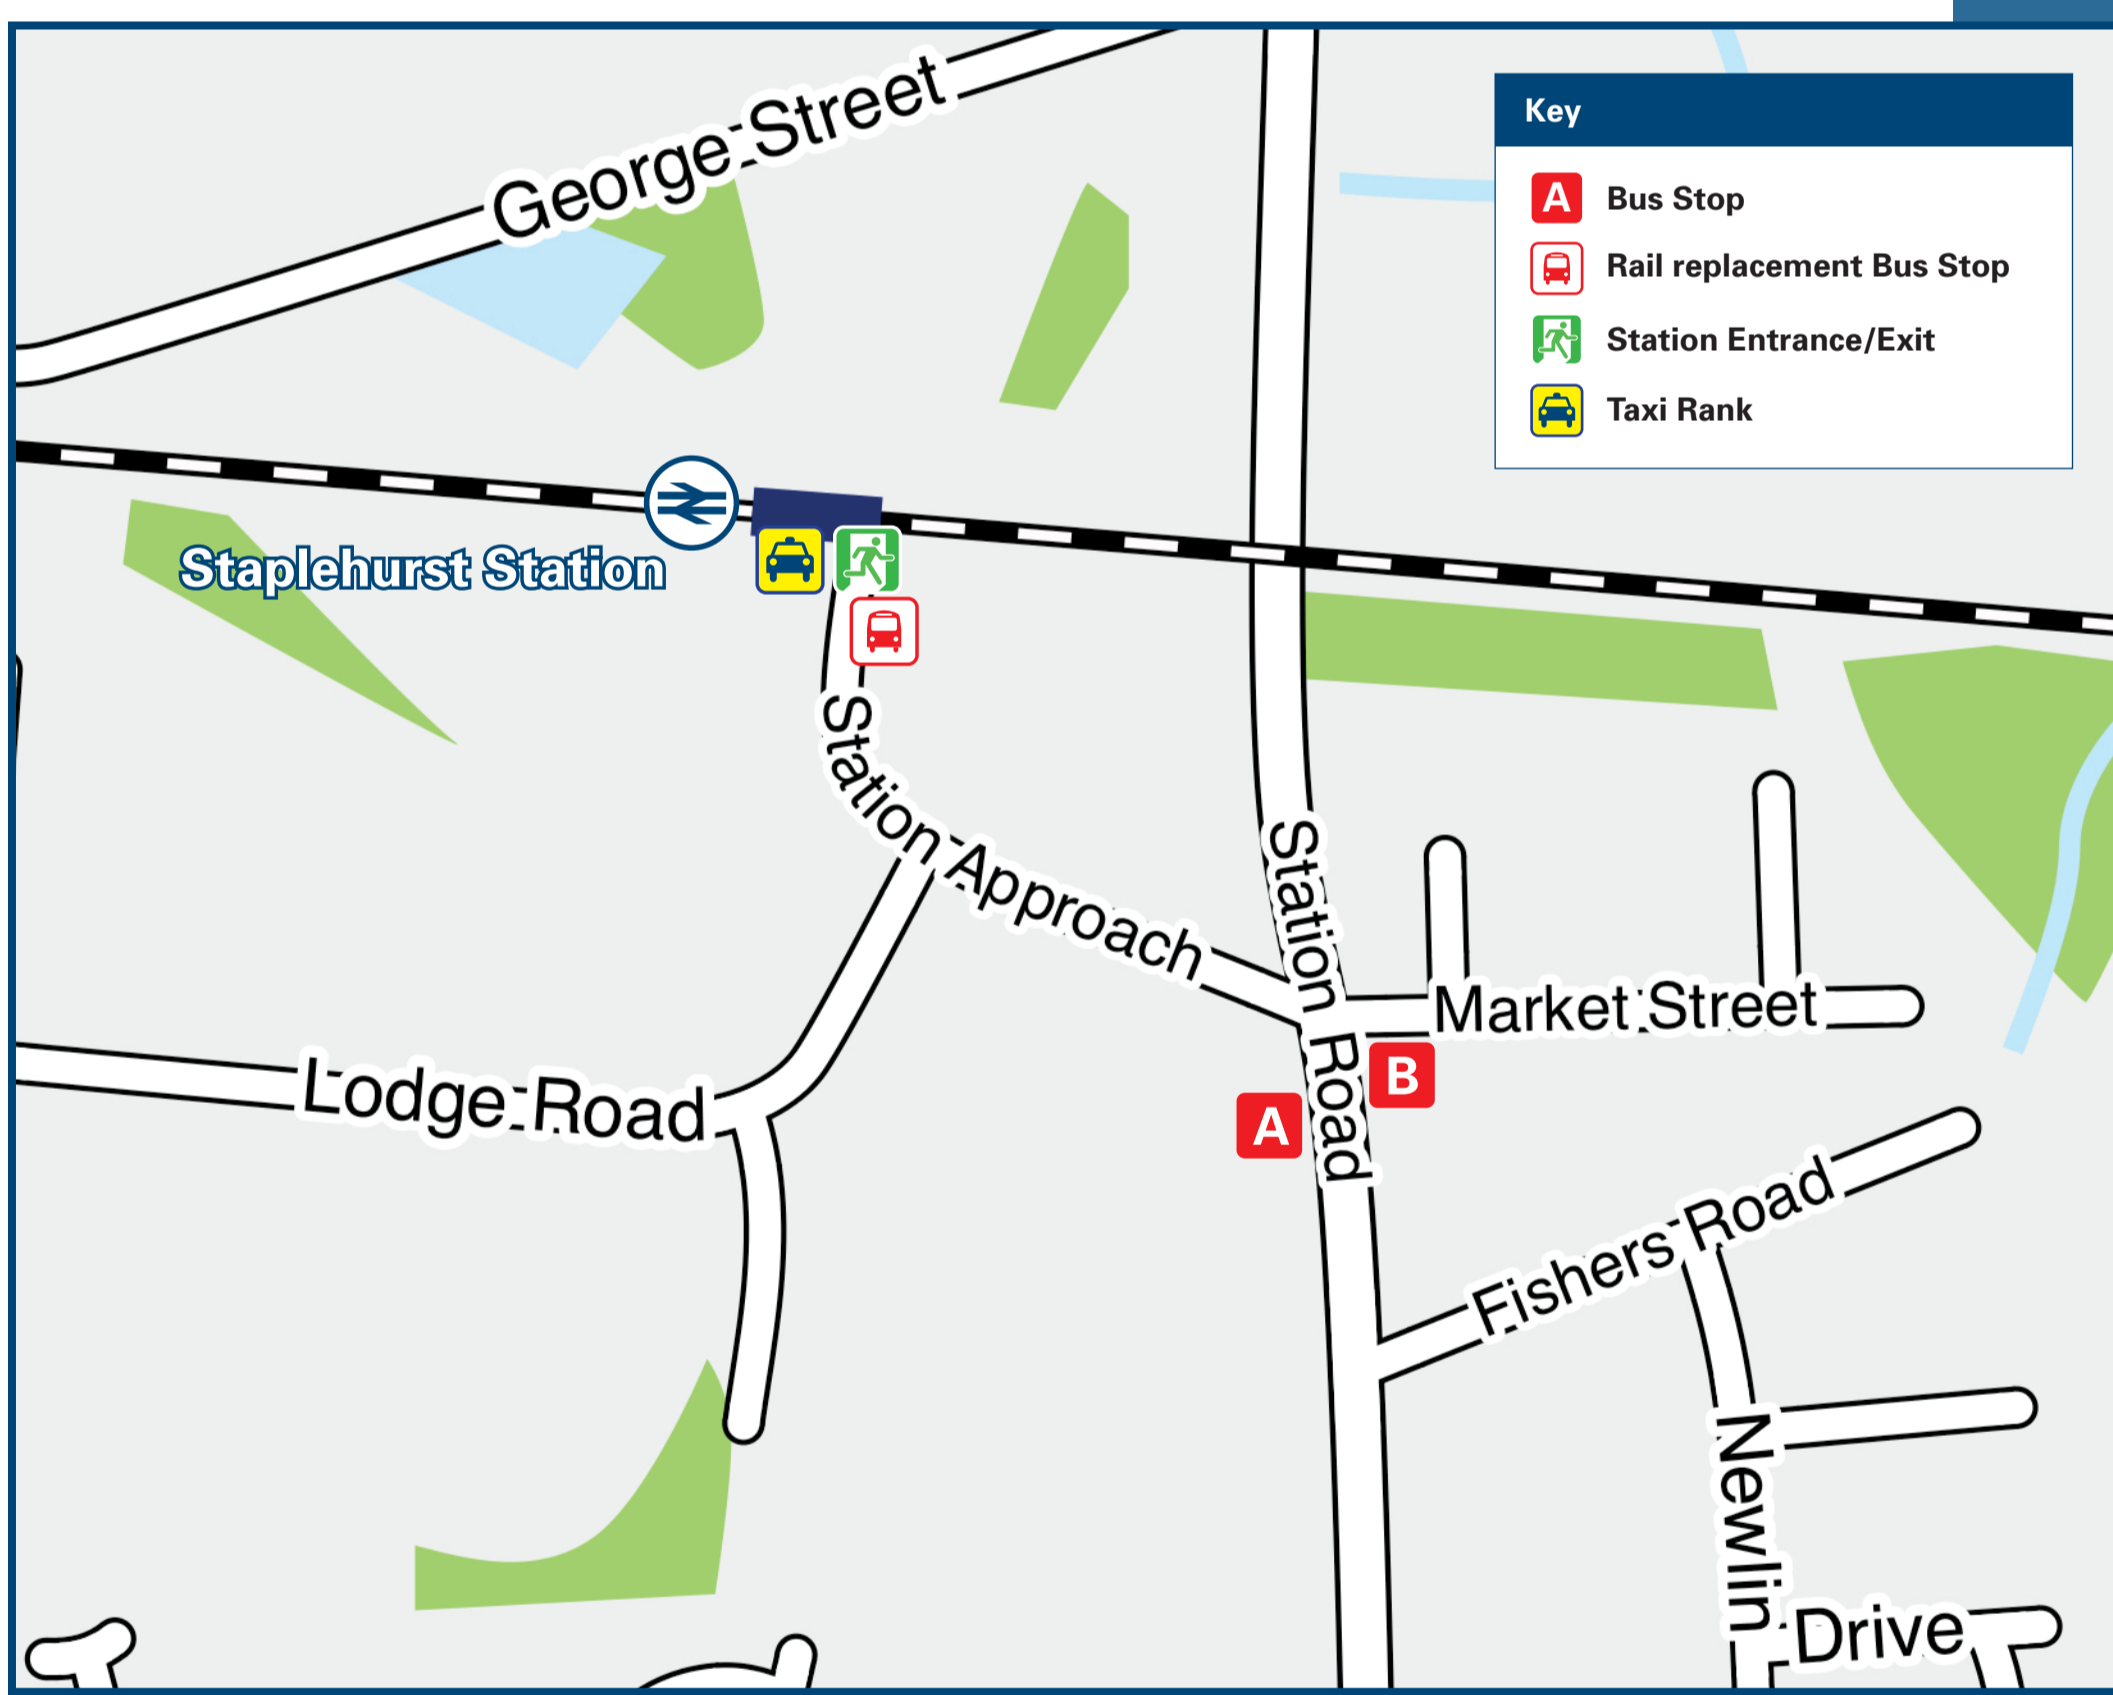 George Street
Key
A Bus Stop
Rail replacement Bus Stop
Station Entrance/Exit
Taxi Rank
Staplehurst Station
Station Approach
Station Road
Market Street
Lodge Road
B
A
Fishers Road
Newlin Drive